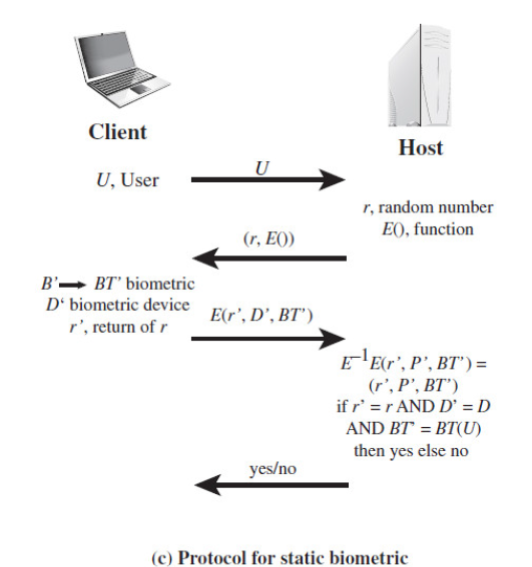 Client
Host
U, User
U
r, random number
E(), function
(r, E())
B’→ BT’ biometric
D‘ biometric device
r’, return of r
E(r’, D’, BT’)
E⁻¹E(r’, P’, BT’) =
(r’, P’, BT’)
if r’ = r AND D’ = D
AND BT’ = BT(U)
then yes else no
yes/no
(c) Protocol for static biometric